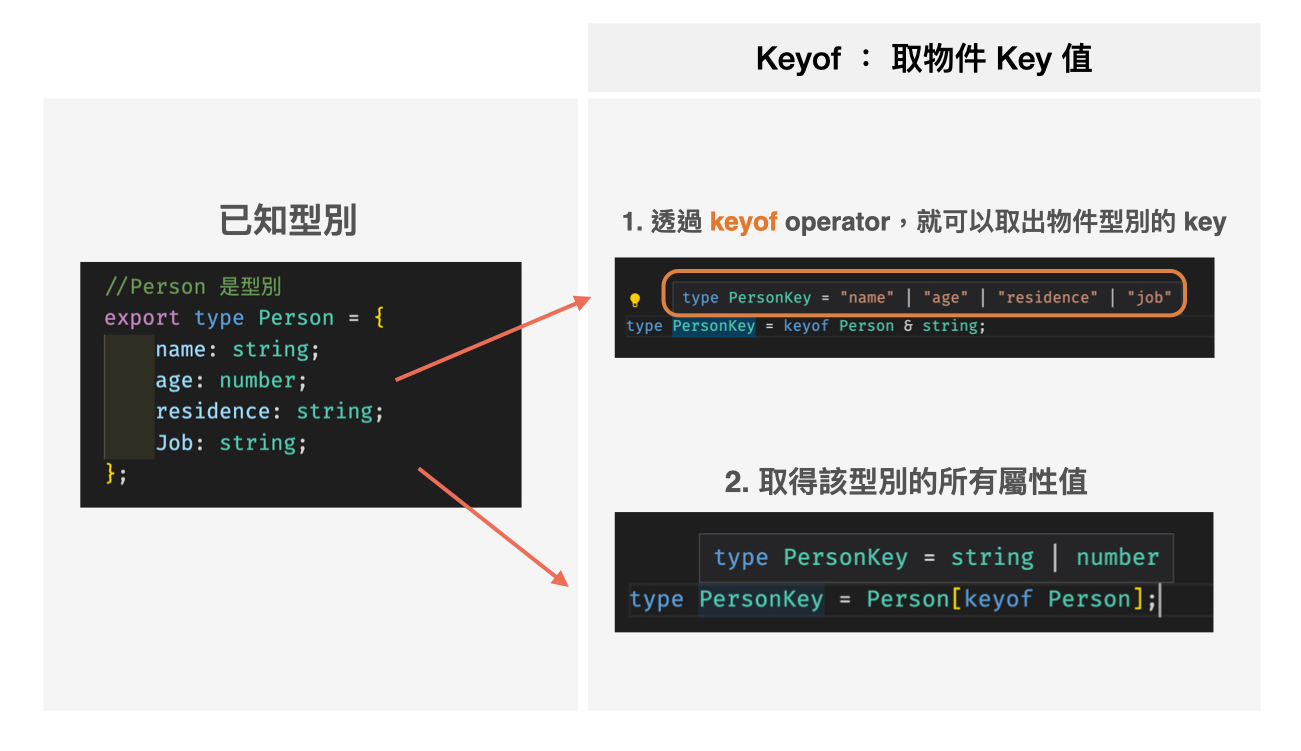 Keyof : 取物件 Key 值
已知型別
//Person 是型別
export type Person = {
name: string;
age: number;
residence: string;
Job: string;
};
1. 透過 keyof operator,就可以取出物件型別的 key
type PersonKey = "name" | "age" | "residence" | "job"
type PersonKey = keyof Person & string;
2. 取得該型別的所有屬性值
type PersonKey = string | number
type PersonKey = Person[keyof Person];